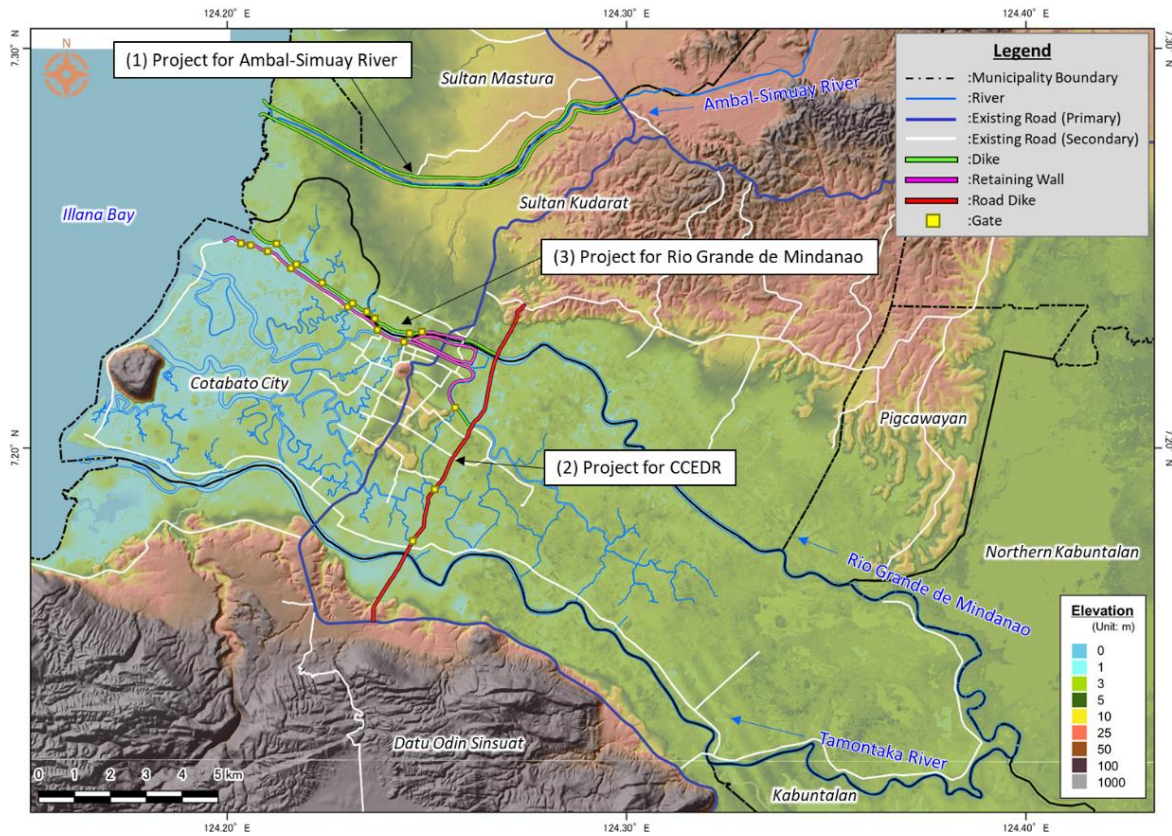 124.20° E
124.30° E
124.40° E
7.30° N
7.30° N
N
(1) Project for Ambal-Simuay River
Sultan Mastura
Ambal-Simuay River
Legend
:Municipality Boundary
:River
:Existing Road (Primary)
:Existing Road (Secondary)
:Dike
:Retaining Wall
:Road Dike
:Gate
Illana Bay
Sultan Kudarat
(3) Project for Rio Grande de Mindanao
Cotabato City
Pigcawayan
7.20° N
7.20° N
(2) Project for CCEDR
Northern Kabuntalan
Rio Grande de Mindanao
Elevation
(Unit: m)
0
1
3
5
10
25
50
100
1000
Datu Odin Sinsuat
Tamontaka River
Kabuntalan
0 1 2 3 4 5 km
124.20° E
124.30° E
124.40° E